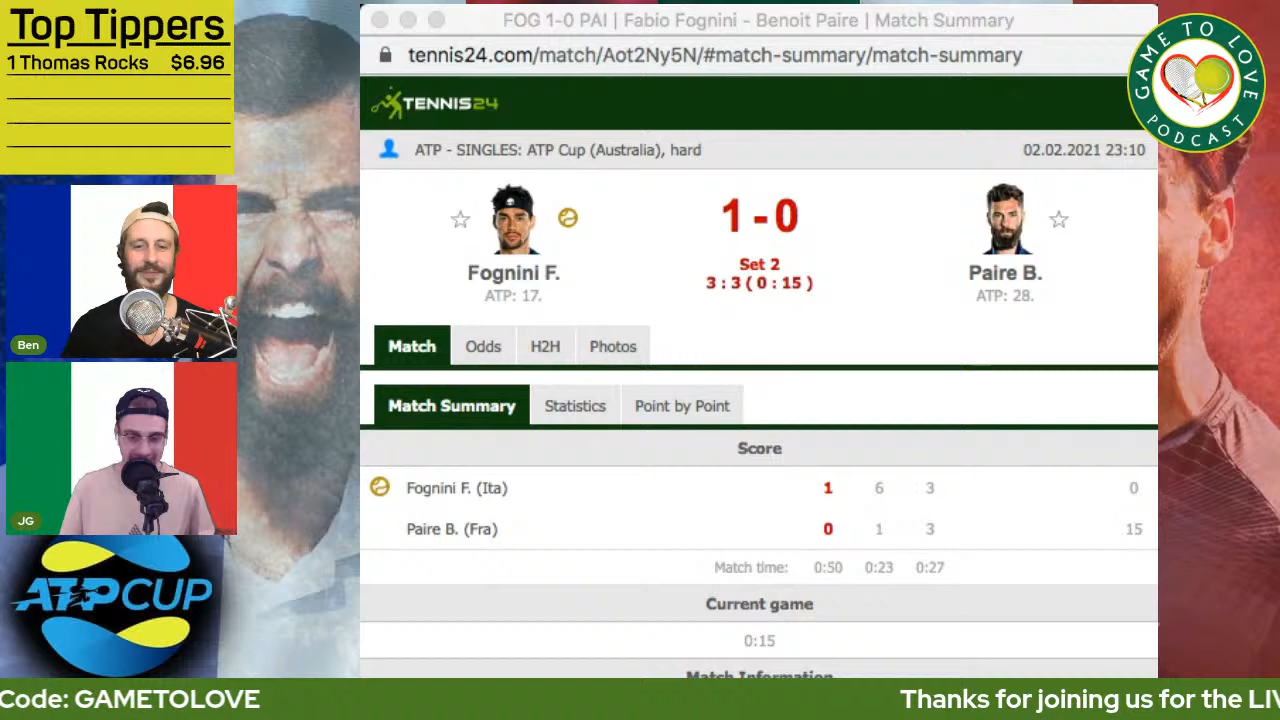 Top Tippers
1 Thomas Rocks $6.96
Ben
JG
ATP CUP
FOG 1-0 PAI | Fabio Fognini - Benoit Paire | Match Summary
tennis24.com/match/Aot2Ny5N/#match-summary/match-summary
TENNIS24
ATP - SINGLES: ATP Cup (Australia), hard 02.02.2021 23:10
1 - 0
Set 2
3 : 3 ( 0 : 15 )
Fognini F.
ATP: 17.
Paire B.
ATP: 28.
Match Odds H2H Photos
Match Summary Statistics Point by Point
Score
Fognini F. (Ita) 1 6 3 0
Paire B. (Fra) 0 1 3 15
Match time: 0:50 0:23 0:27
Current game
0:15
Match Information
GAME TO LOVE
PODCAST
Code: GAMETOLOVE Thanks for joining us for the LIV